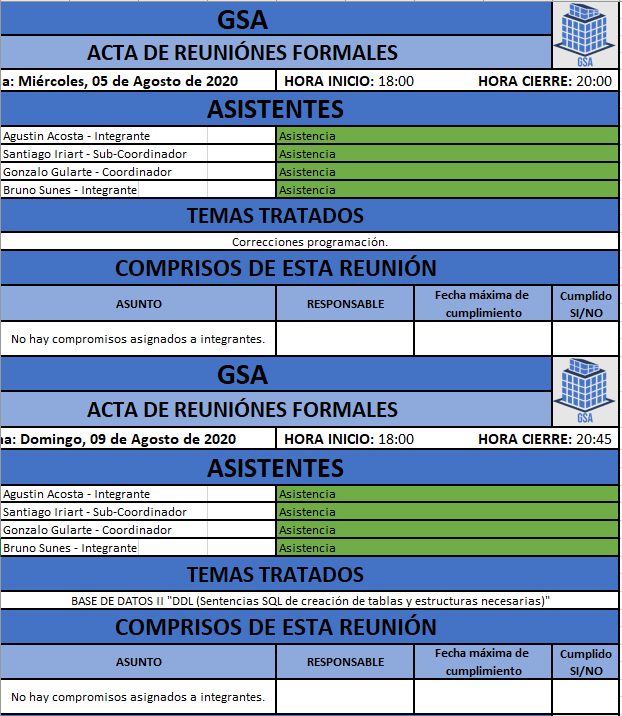 GSA
ACTA DE REUNIÓNES FORMALES
GSA
a: Miércoles, 05 de Agosto de 2020 HORA INICIO: 18:00 HORA CIERRE: 20:00
ASISTENTES
Agustin Acosta - Integrante Asistencia
Santiago Iriart - Sub-Coordinador Asistencia
Gonzalo Gularte - Coordinador Asistencia
Bruno Sunes - Integrante Asistencia
TEMAS TRATADOS
Correcciones programación.
COMPRISOS DE ESTA REUNIÓN
ASUNTO RESPONSABLE Fecha máxima de cumplimiento Cumplido SI/NO
No hay compromisos asignados a integrantes.
GSA
ACTA DE REUNIÓNES FORMALES
GSA
na: Domingo, 09 de Agosto de 2020 HORA INICIO: 18:00 HORA CIERRE: 20:45
ASISTENTES
Agustin Acosta - Integrante Asistencia
Santiago Iriart - Sub-Coordinador Asistencia
Gonzalo Gularte - Coordinador Asistencia
Bruno Sunes - Integrante Asistencia
TEMAS TRATADOS
BASE DE DATOS II "DDL (Sentencias SQL de creación de tablas y estructuras necesarias)"
COMPRISOS DE ESTA REUNIÓN
ASUNTO RESPONSABLE Fecha máxima de cumplimiento Cumplido SI/NO
No hay compromisos asignados a integrantes.